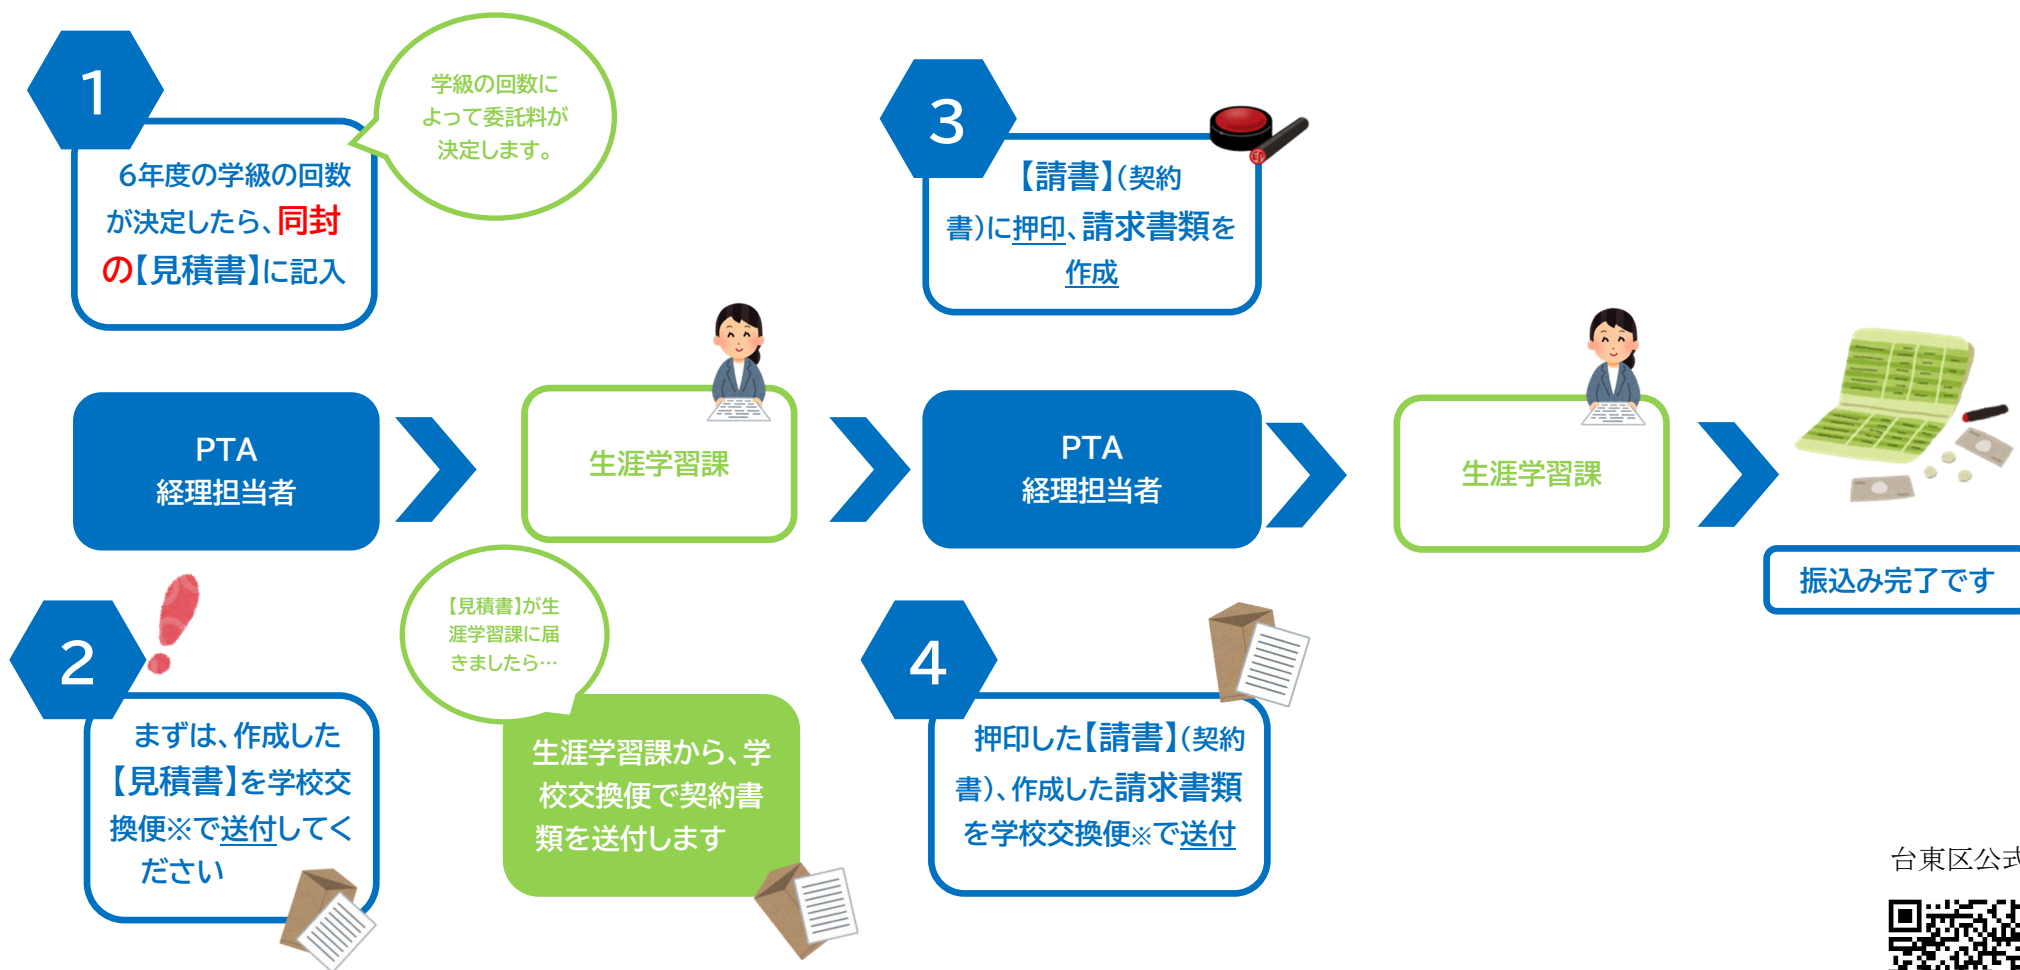 1
6年度の学級の回数
が決定したら、同封
の【見積書】に記入
学級の回数に
よって委託料が
決定します。
3
【請書】(契約
書)に押印、請求書類を
作成
PTA
経理担当者
生涯学習課
PTA
経理担当者
生涯学習課
振込み完了です
2
まずは、作成した
【見積書】を学校交
換便※で送付してく
ださい
【見積書】が生
涯学習課に届
きましたら…
生涯学習課から、学
校交換便で契約書
類を送付します
4
押印した【請書】(契約
書)、作成した請求書類
を学校交換便※で送付
台東区公式